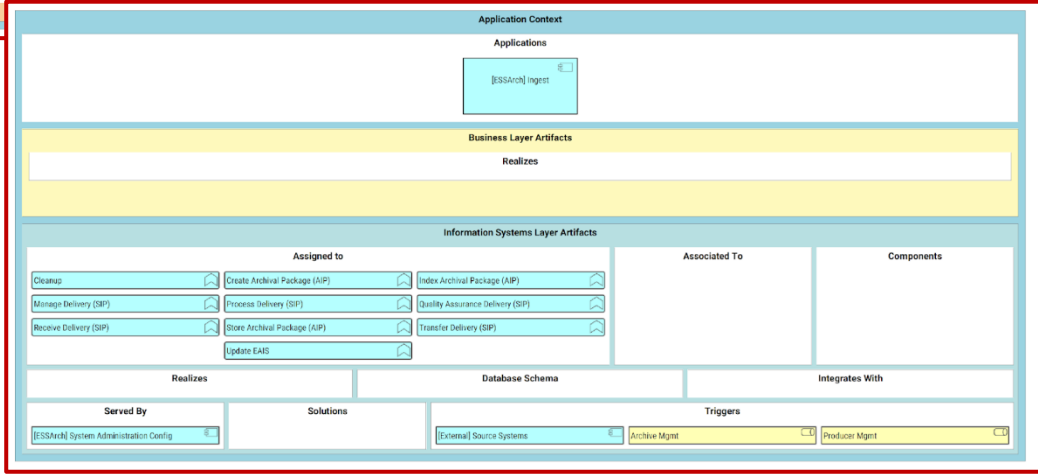 Application Context
Applications
[ESSArch] Ingest
Business Layer Artifacts
Realizes
Information Systems Layer Artifacts
Assigned to
Associated To
Components
Cleanup
Create Archival Package (AIP)
Index Archival Package (AIP)
Manage Delivery (SIP)
Process Delivery (SIP)
Quality Assurance Delivery (SIP)
Receive Delivery (SIP)
Store Archival Package (AIP)
Transfer Delivery (SIP)
Update EAIS
Realizes
Database Schema
Integrates With
Served By
Solutions
Triggers
[ESSArch] System Administration Config
[External] Source Systems
Archive Mgmt
Producer Mgmt